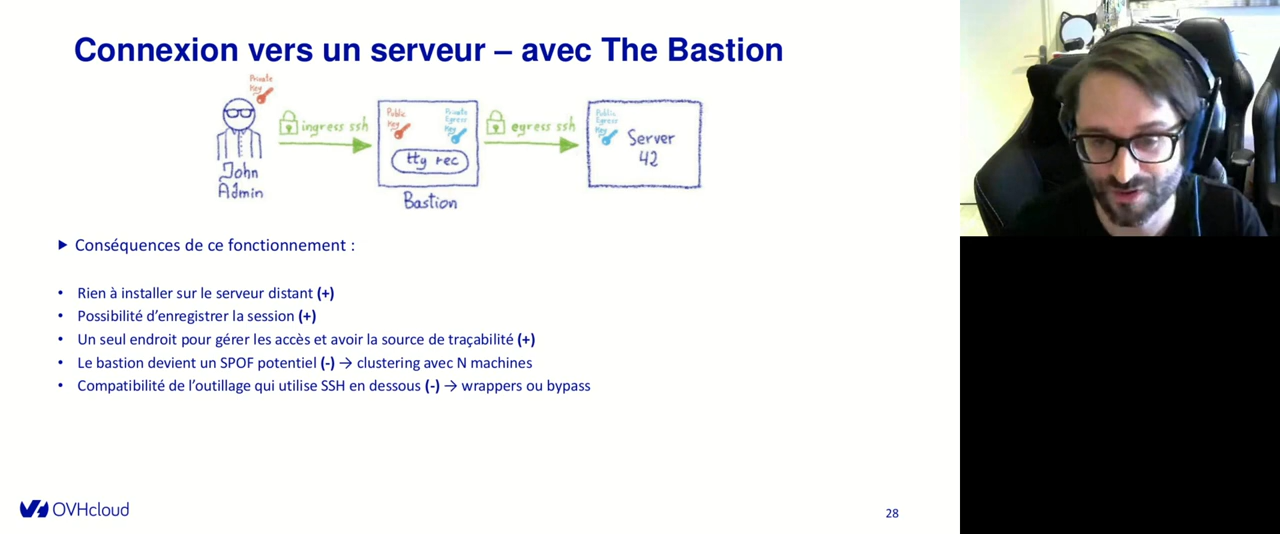 Connexion vers un serveur – avec The Bastion
Private
Key
ingress ssh
Public
Key
Private
Egress
Key
tty rec
egress ssh
Public
Egress
Key
Server
42
John
Admin
Bastion
Conséquences de ce fonctionnement :
• Rien à installer sur le serveur distant (+)
• Possibilité d’enregistrer la session (+)
• Un seul endroit pour gérer les accès et avoir la source de traçabilité (+)
• Le bastion devient un SPOF potentiel (-) → clustering avec N machines
• Compatibilité de l’outillage qui utilise SSH en dessous (-) → wrappers ou bypass
OVHcloud
28